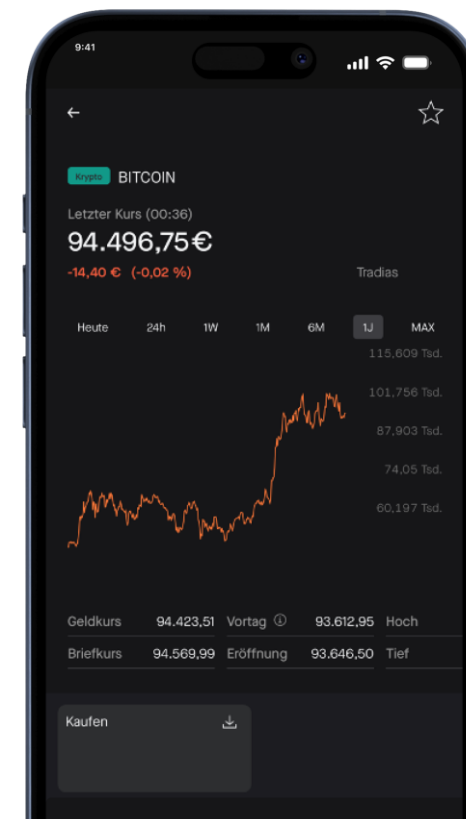 9:41
Krypto BITCOIN
Letzter Kurs (00:36)
94.496,75 €
-14,40 € (-0,02 %) Tradias
Heute 24h 1W 1M 6M 1J MAX
115,609 Tsd.
101,756 Tsd.
87,903 Tsd.
74,05 Tsd.
60,197 Tsd.
Geldkurs 94.423,51 Vortag 93.612,95 Hoch
Briefkurs 94.569,99 Eröffnung 93.646,50 Tief
Kaufen